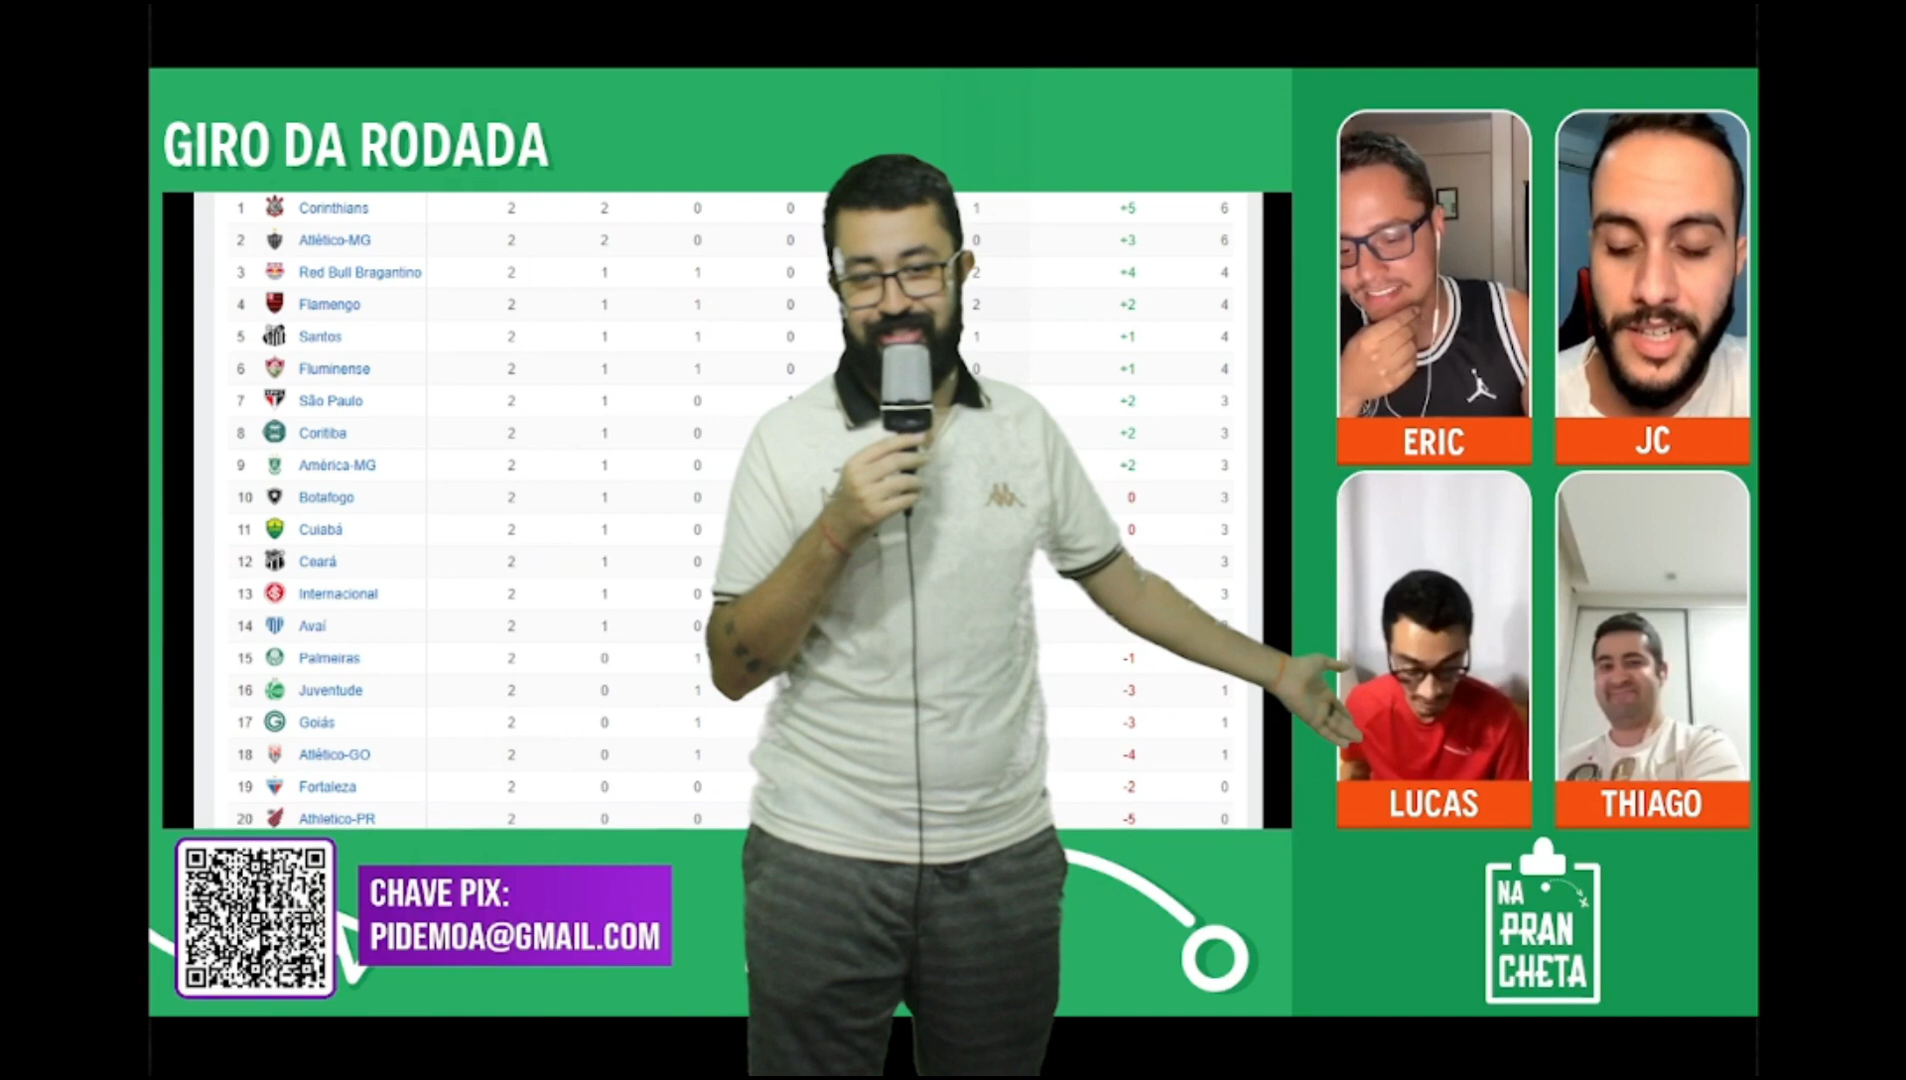 GIRO DA RODADA
1 Corinthians 2 2 0 0 1 +5 6
2 Atlético-MG 2 2 0 0 0 +3 6
3 Red Bull Bragantino 2 1 1 0 2 +4 4
4 Flamengo 2 1 1 0 2 +2 4
5 Santos 2 1 1 0 1 +1 4
6 Fluminense 2 1 1 0 0 +1 4
7 São Paulo 2 1 0 +2 3
8 Coritiba 2 1 0 +2 3
9 América-MG 2 1 0 +2 3
10 Botafogo 2 1 0 0 3
11 Cuiabá 2 1 0 0 3
12 Ceará 2 1 0 3
13 Internacional 2 1 0 3
14 Avaí 2 1 0
15 Palmeiras 2 0 1 -1
16 Juventude 2 0 1 -3 1
17 Goiás 2 0 1 -3 1
18 Atlético-GO 2 0 1 -4 1
19 Fortaleza 2 0 0 -2 0
20 Athletico-PR 2 0 0 -5 0
ERIC
JC
LUCAS
THIAGO
CHAVE PIX:
PIDEMOA@GMAIL.COM
NA
PRAN
CHETA